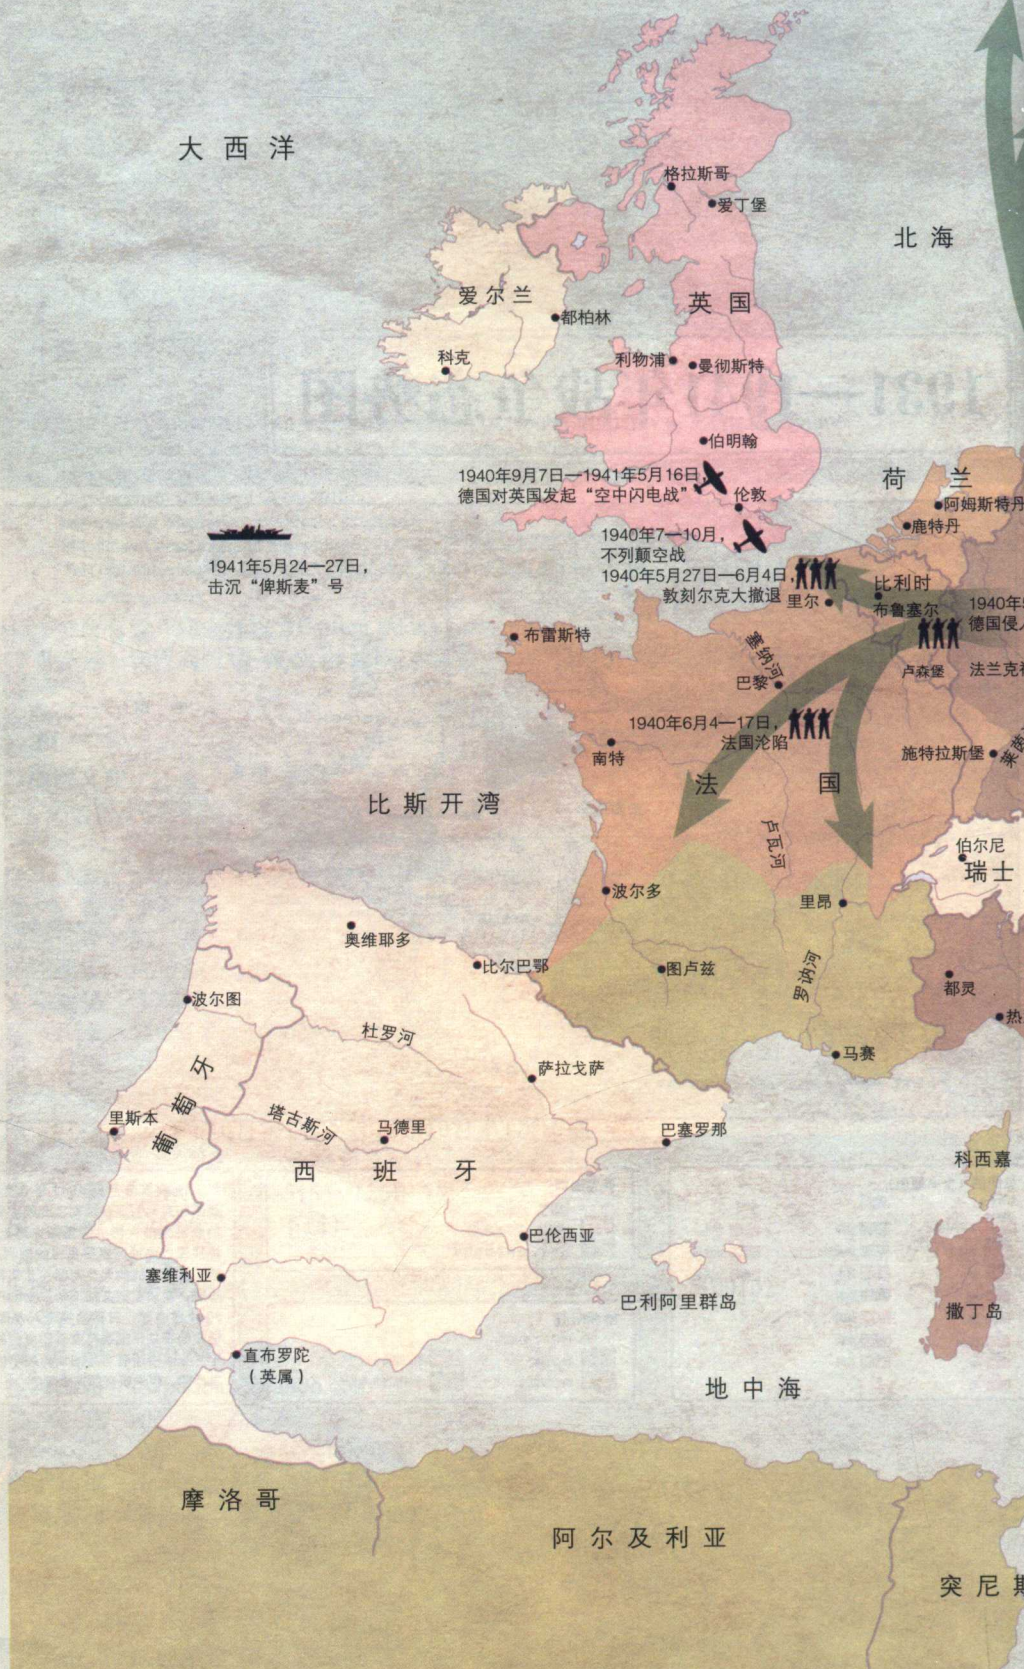 大西洋
北海
格拉斯哥
爱丁堡
爱尔兰
都柏林
科克
英国
利物浦
曼彻斯特
伯明翰
1940年9月7日—1941年5月16日
德国对英国发起“空中闪电战”
伦敦
荷兰
阿姆斯特丹
鹿特丹
1940年7—10月，
不列颠空战
1940年5月27日—6月4日，
敦刻尔克大撤退
1941年5月24—27日，
击沉“俾斯麦”号
里尔
比利时
布鲁塞尔
1940年
德国侵入
布雷斯特
塞纳河
巴黎
卢森堡
法兰克
1940年6月4—17日，
法国沦陷
南特
施特拉斯堡
莱茵
法国
比斯开湾
卢瓦河
伯尔尼
瑞士
波尔多
里昂
奥维耶多
比尔巴鄂
图卢兹
罗讷河
都灵
热
波尔图
杜罗河
马赛
萨拉戈萨
葡萄牙
里斯本
塔古斯河
马德里
巴塞罗那
西班牙
科西嘉
巴伦西亚
塞维利亚
巴利阿里群岛
撒丁岛
直布罗陀
（英属）
地中海
摩洛哥
阿尔及利亚
突尼斯